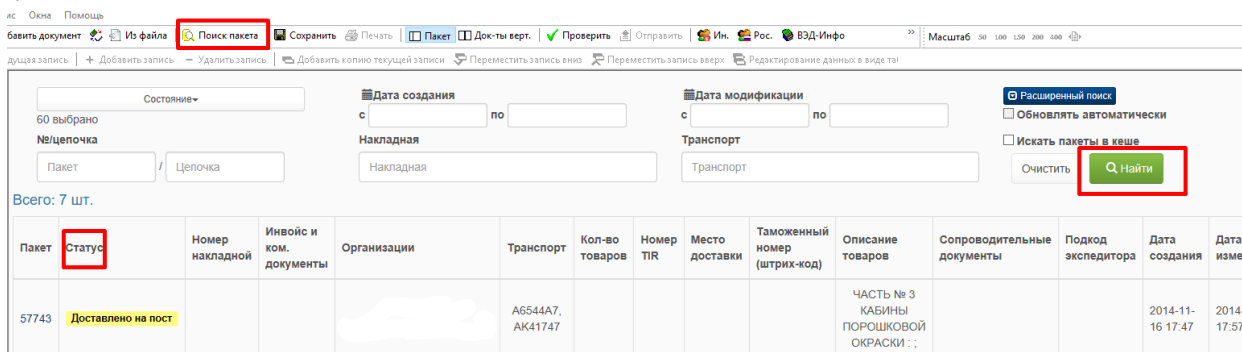 ис Окна Помощь
бавить документ Из файла Поиск пакета Сохранить Печать Пакет Док-ты верт. Проверить Отправить Ин. Рос. ВЭД-Инфо » Масштаб 50 100 150 200 400
дущая запись + Добавить запись − Удалить запись Добавить копию текущей записи Переместить запись вниз Переместить запись вверх Редактирование данных в виде та
Состояние
60 выбрано
Дата создания
с по
Дата модификации
с по
Расширенный поиск
Обновлять автоматически
№/цепочка
Накладная
Транспорт
Искать пакеты в кеше
Пакет / Цепочка
Накладная
Транспорт
Очистить Найти
Всего: 7 шт.
Пакет Статус Номер накладной Инвойс и ком. документы Организации Транспорт Кол-во товаров Номер TIR Место доставки Таможенный номер (штрих-код) Описание товаров Сопроводительные документы Подкод экспедитора Дата создания Дата изме
57743 Доставлено на пост A6544A7, AK41747 ЧАСТЬ № 3 КАБИНЫ ПОРОШКОВОЙ ОКРАСКИ : ; 2014-11-16 17:47 2014- 17:57